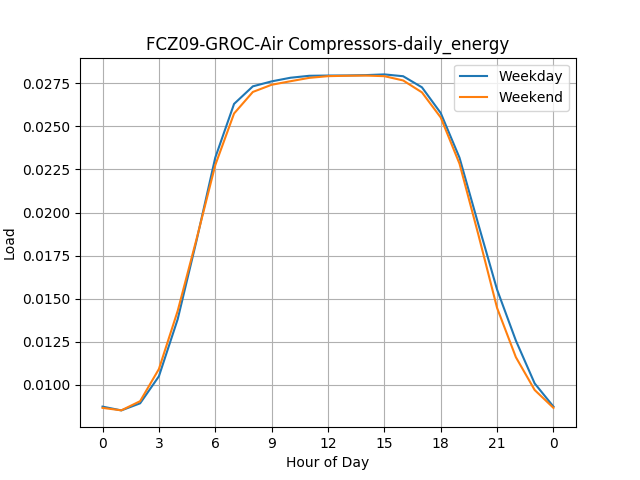 FCZ09-GROC-Air Compressors-daily_energy
Weekday
Weekend
0.0275
0.0250
0.0225
0.0200
0.0175
0.0150
0.0125
0.0100
Load
0 3 6 9 12 15 18 21 0
Hour of Day